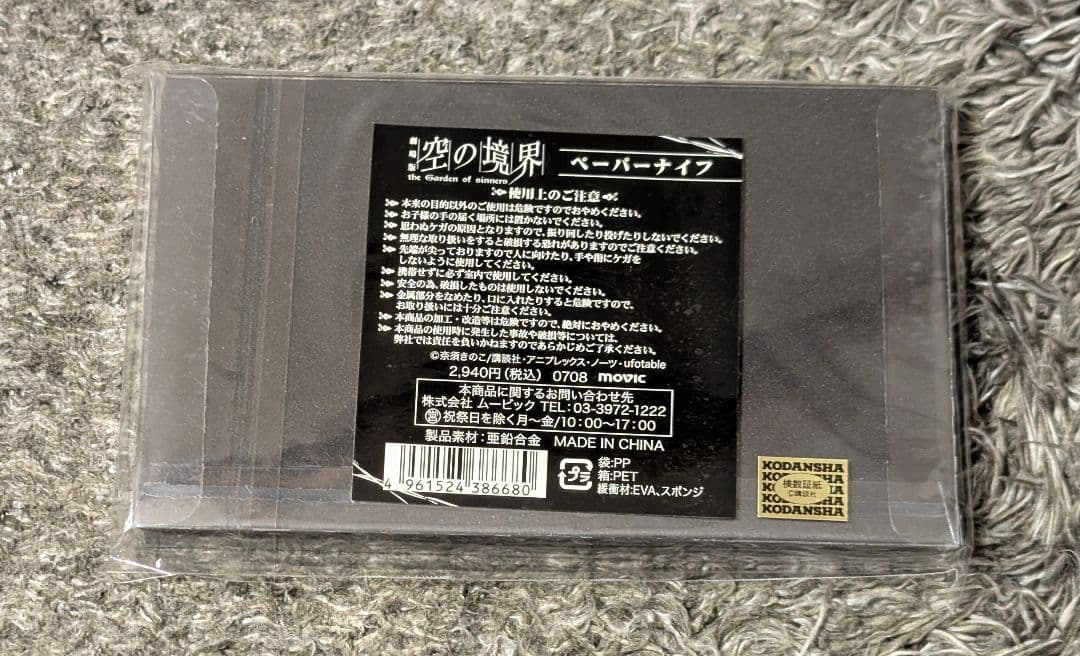 劇場版 空の境界
the Garden of sinners
ペーパーナイフ
使用上のご注意
本来の目的以外のご使用は危険ですのでおやめください。
お子様の手の届く場所には置かないでください。
思わぬケガの原因となりますので、振り回したり投げたりしないでください。
無理な取り扱いをすると破損する恐れがありますのでご注意ください。
先端が尖っておりますので人に向けたり、手や指にケガを
しないように使用してください。
携帯せずに必ず室内で使用してください。
安全の為、破損したものは使用しないでください。
金属部分をなめたり、口に入れたりすると危険ですので、
お取り扱いには十分ご注意ください。
本商品の加工・改造等は危険ですので、絶対におやめください。
本商品の使用時に発生した事故や破損等については、
弊社では責任を負いかねますのであらかじめご了承ください。
©奈須きのこ/講談社・アニプレックス・ノーツ・ufotable
2,940円(税込) 0708 movic
本商品に関するお問い合わせ先
株式会社 ムービック TEL:03-3972-1222
営 祝祭日を除く月〜金/10:00〜17:00
製品素材:亜鉛合金 MADE IN CHINA
4 961524 386680
プラ
袋:PP
箱:PET
緩衝材:EVA、スポンジ
KODANSHA
KODANSHA
検数証紙
©講談社
KODANSHA
KODANSHA